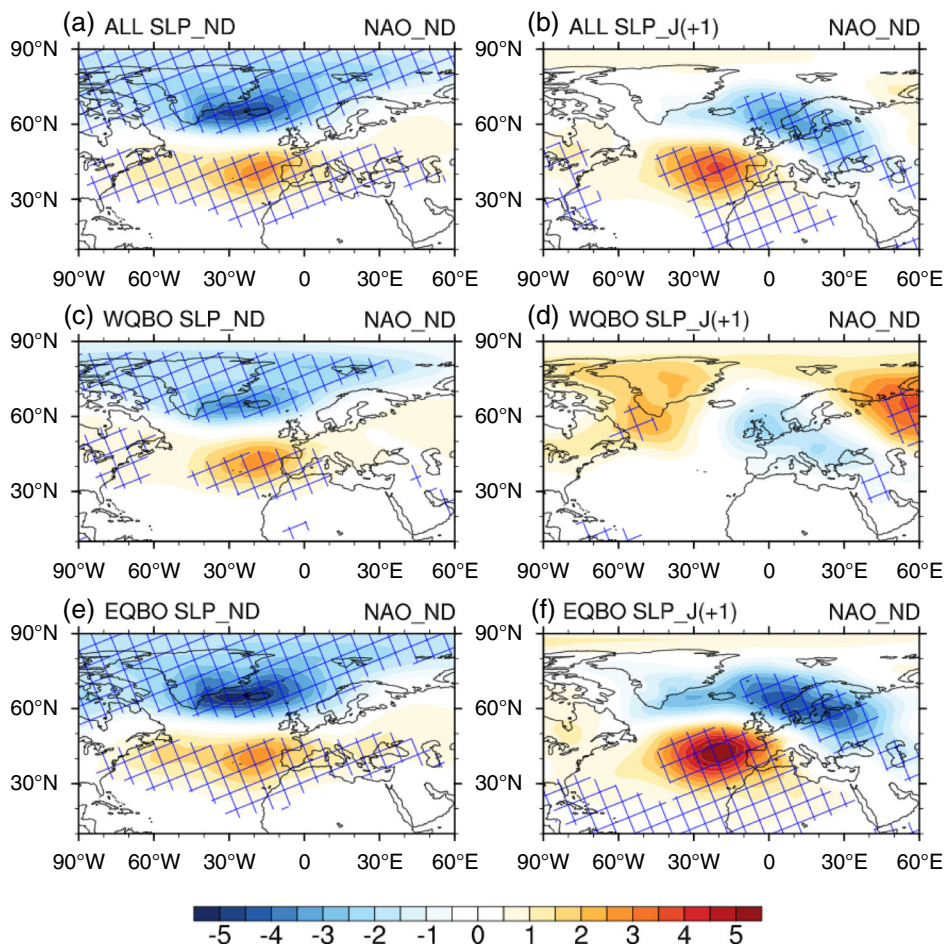 (a) ALL SLP_ND NAO_ND (b) ALL SLP_J(+1) NAO_ND
90°N 90°N
60°N 60°N
30°N 30°N
90°W 60°W 30°W 0 30°E 60°E 90°W 60°W 30°W 0 30°E 60°E
(c) WQBO SLP_ND NAO_ND (d) WQBO SLP_J(+1) NAO_ND
90°N 90°N
60°N 60°N
30°N 30°N
90°W 60°W 30°W 0 30°E 60°E 90°W 60°W 30°W 0 30°E 60°E
(e) EQBO SLP_ND NAO_ND (f) EQBO SLP_J(+1) NAO_ND
90°N 90°N
60°N 60°N
30°N 30°N
90°W 60°W 30°W 0 30°E 60°E 90°W 60°W 30°W 0 30°E 60°E
-5 -4 -3 -2 -1 0 1 2 3 4 5